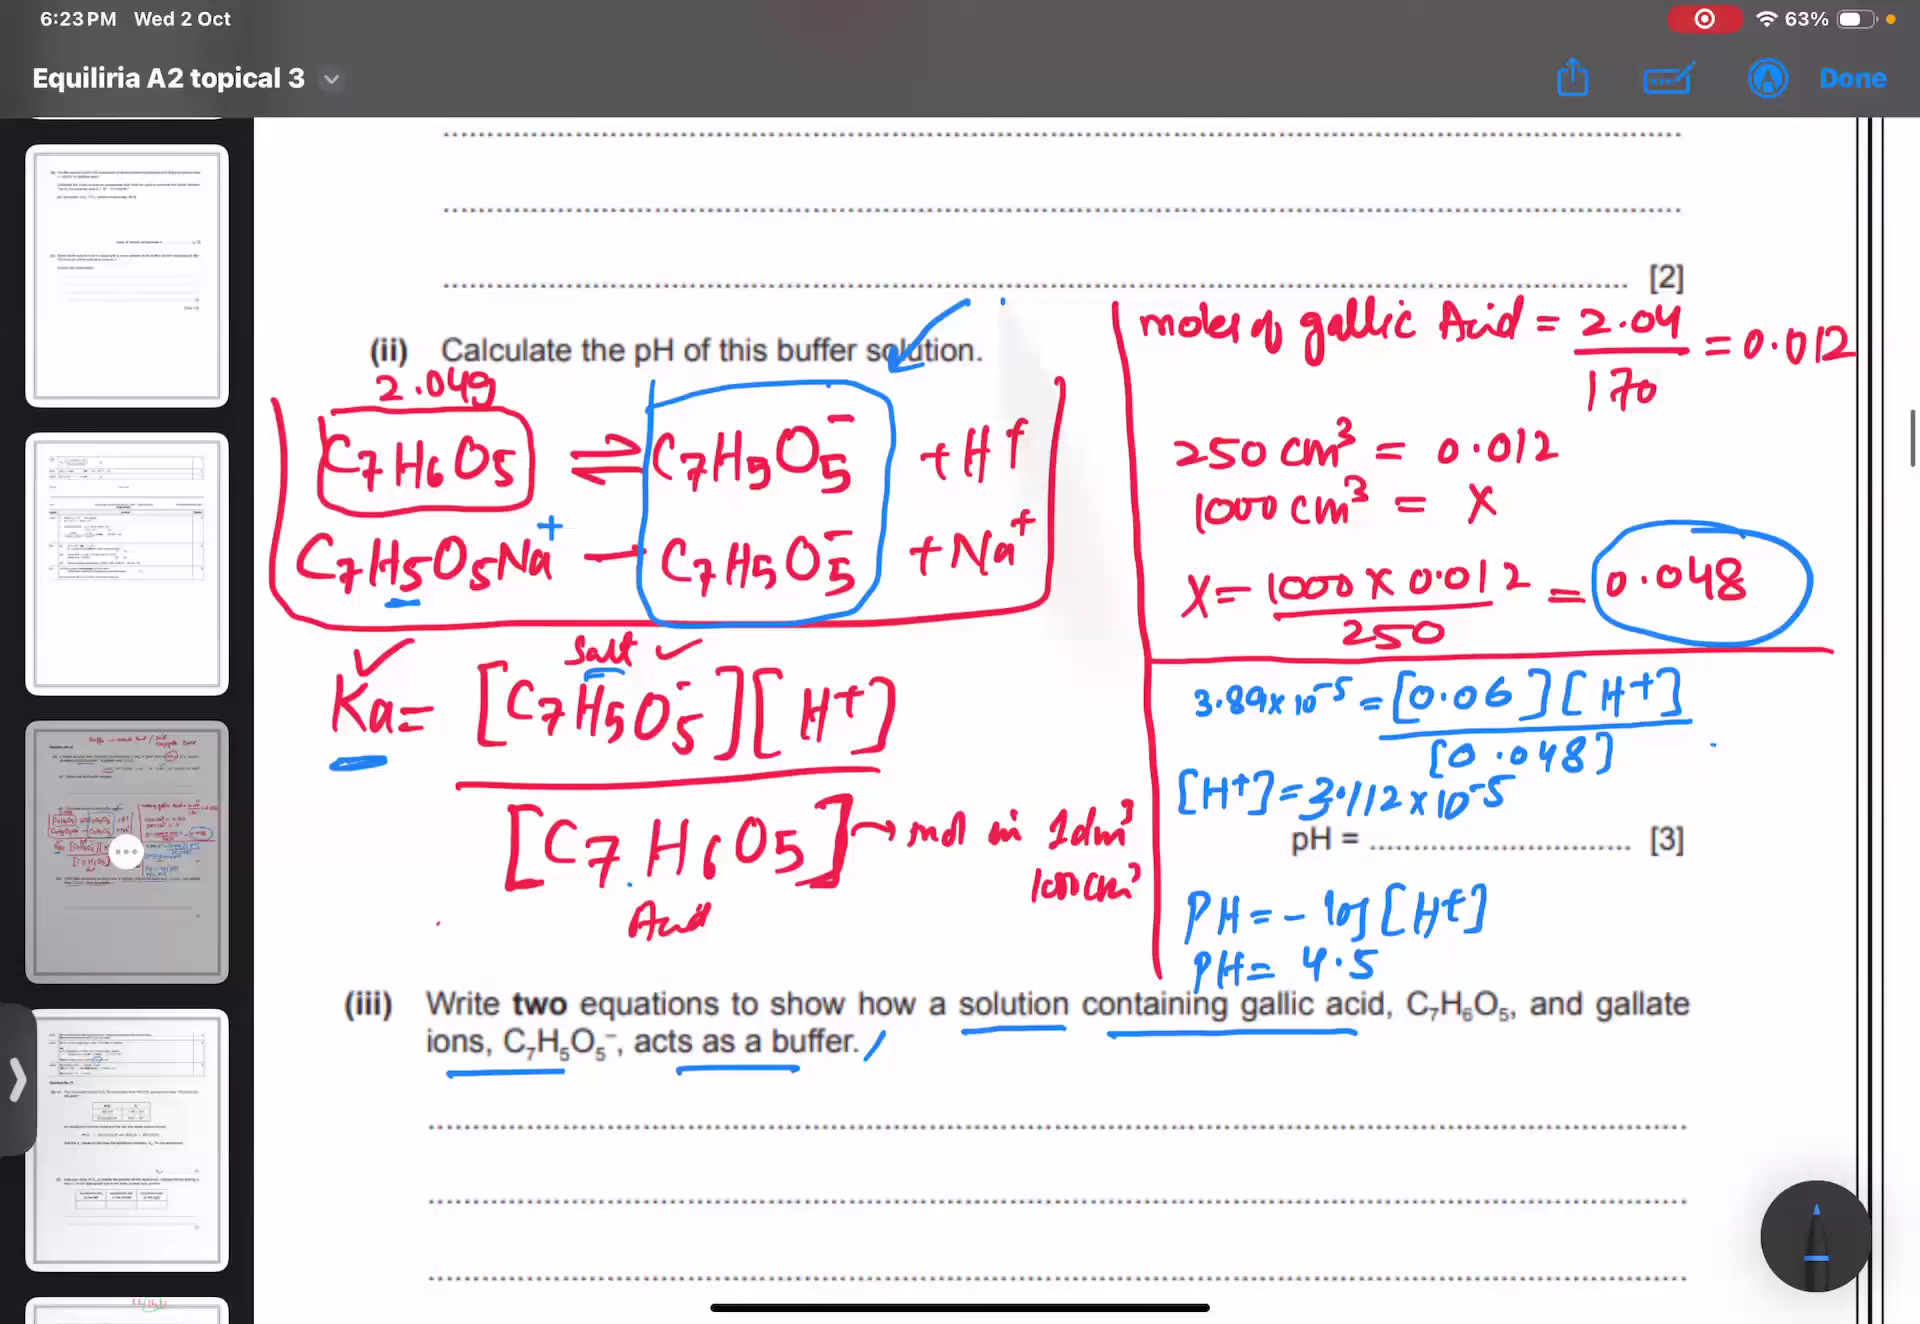 6:23 PM Wed 2 Oct
63%
Equiliria A2 topical 3
Done
[2]
(ii) Calculate the pH of this buffer solution.
2.04g
C7H6O5 ⇌ C7H5O5⁻ + H⁺
C7H5O5Na⁺ – C7H5O5⁻ + Na⁺
Salt
Ka = [C7H5O5⁻][H⁺]
[C7H6O5] → mol in 1dm³
1000 cm³
Acid
moles of gallic Acid = 2.04 = 0.012
170
250 cm³ = 0.012
1000 cm³ = X
X = 1000 X 0.012 = 0.048
250
3.89 x 10⁻⁵ = [0.06][H⁺]
[0.048]
[H⁺] = 3.112 x 10⁻⁵
pH = .............................. [3]
PH = - log [H⁺]
PH = 4.5
(iii) Write two equations to show how a solution containing gallic acid, C₇H₆O₅, and gallate
ions, C₇H₅O₅⁻, acts as a buffer.